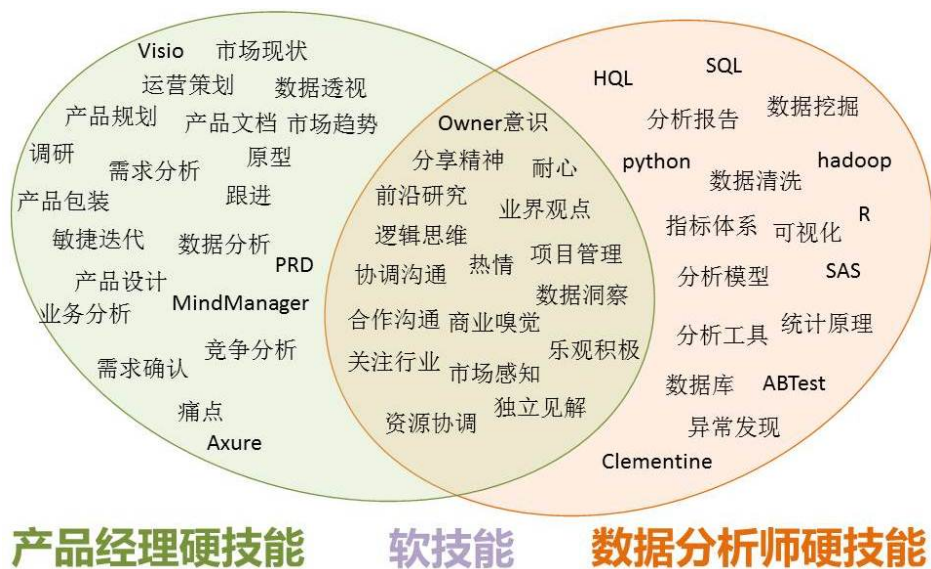 Visio
市场现状
运营策划
数据透视
产品规划
产品文档
市场趋势
调研
需求分析
原型
产品包装
跟进
敏捷迭代
数据分析
PRD
产品设计
MindManager
业务分析
竞争分析
需求确认
痛点
Axure
Owner意识
分享精神
耐心
前沿研究
业界观点
逻辑思维
热情
项目管理
协调沟通
数据洞察
合作沟通
商业嗅觉
乐观积极
关注行业
市场感知
独立见解
资源协调
HQL
SQL
数据挖掘
分析报告
python
hadoop
数据清洗
R
指标体系
可视化
分析模型
SAS
分析工具
统计原理
数据库
ABTest
异常发现
Clementine
产品经理硬技能
软技能
数据分析师硬技能